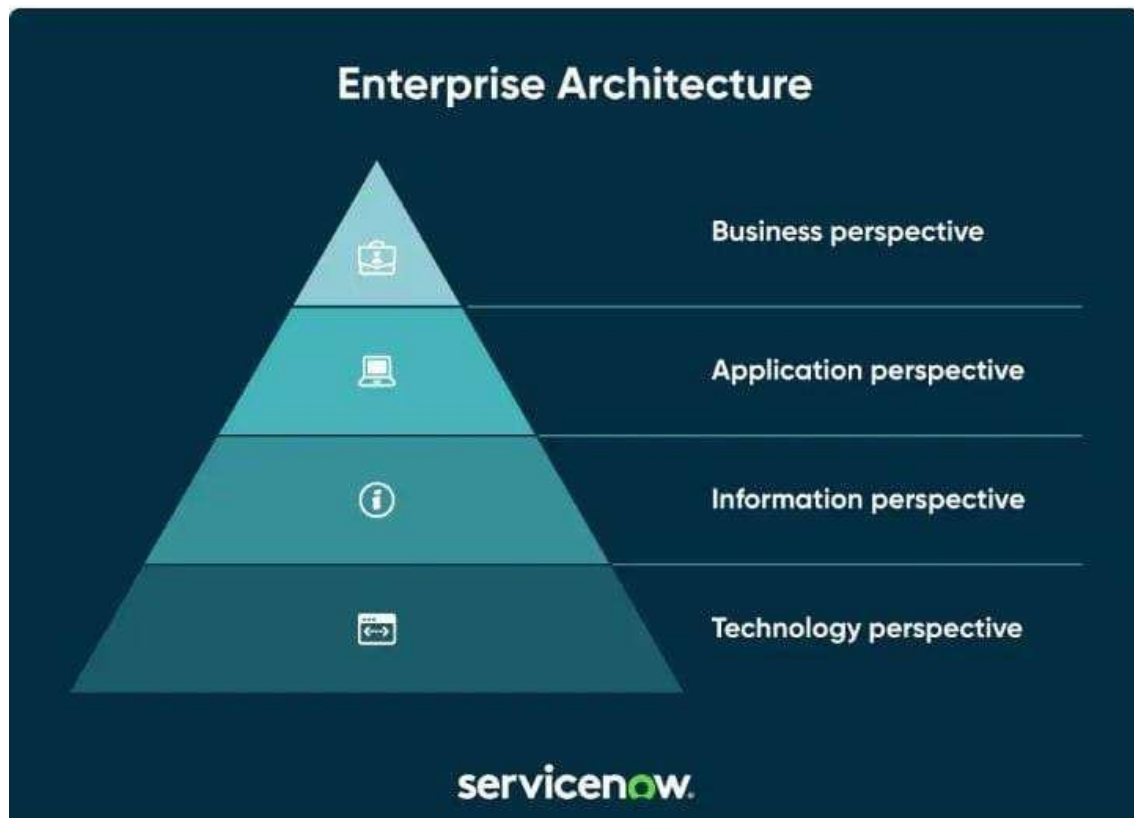 Enterprise Architecture
Business perspective
Application perspective
Information perspective
Technology perspective
servicenow.